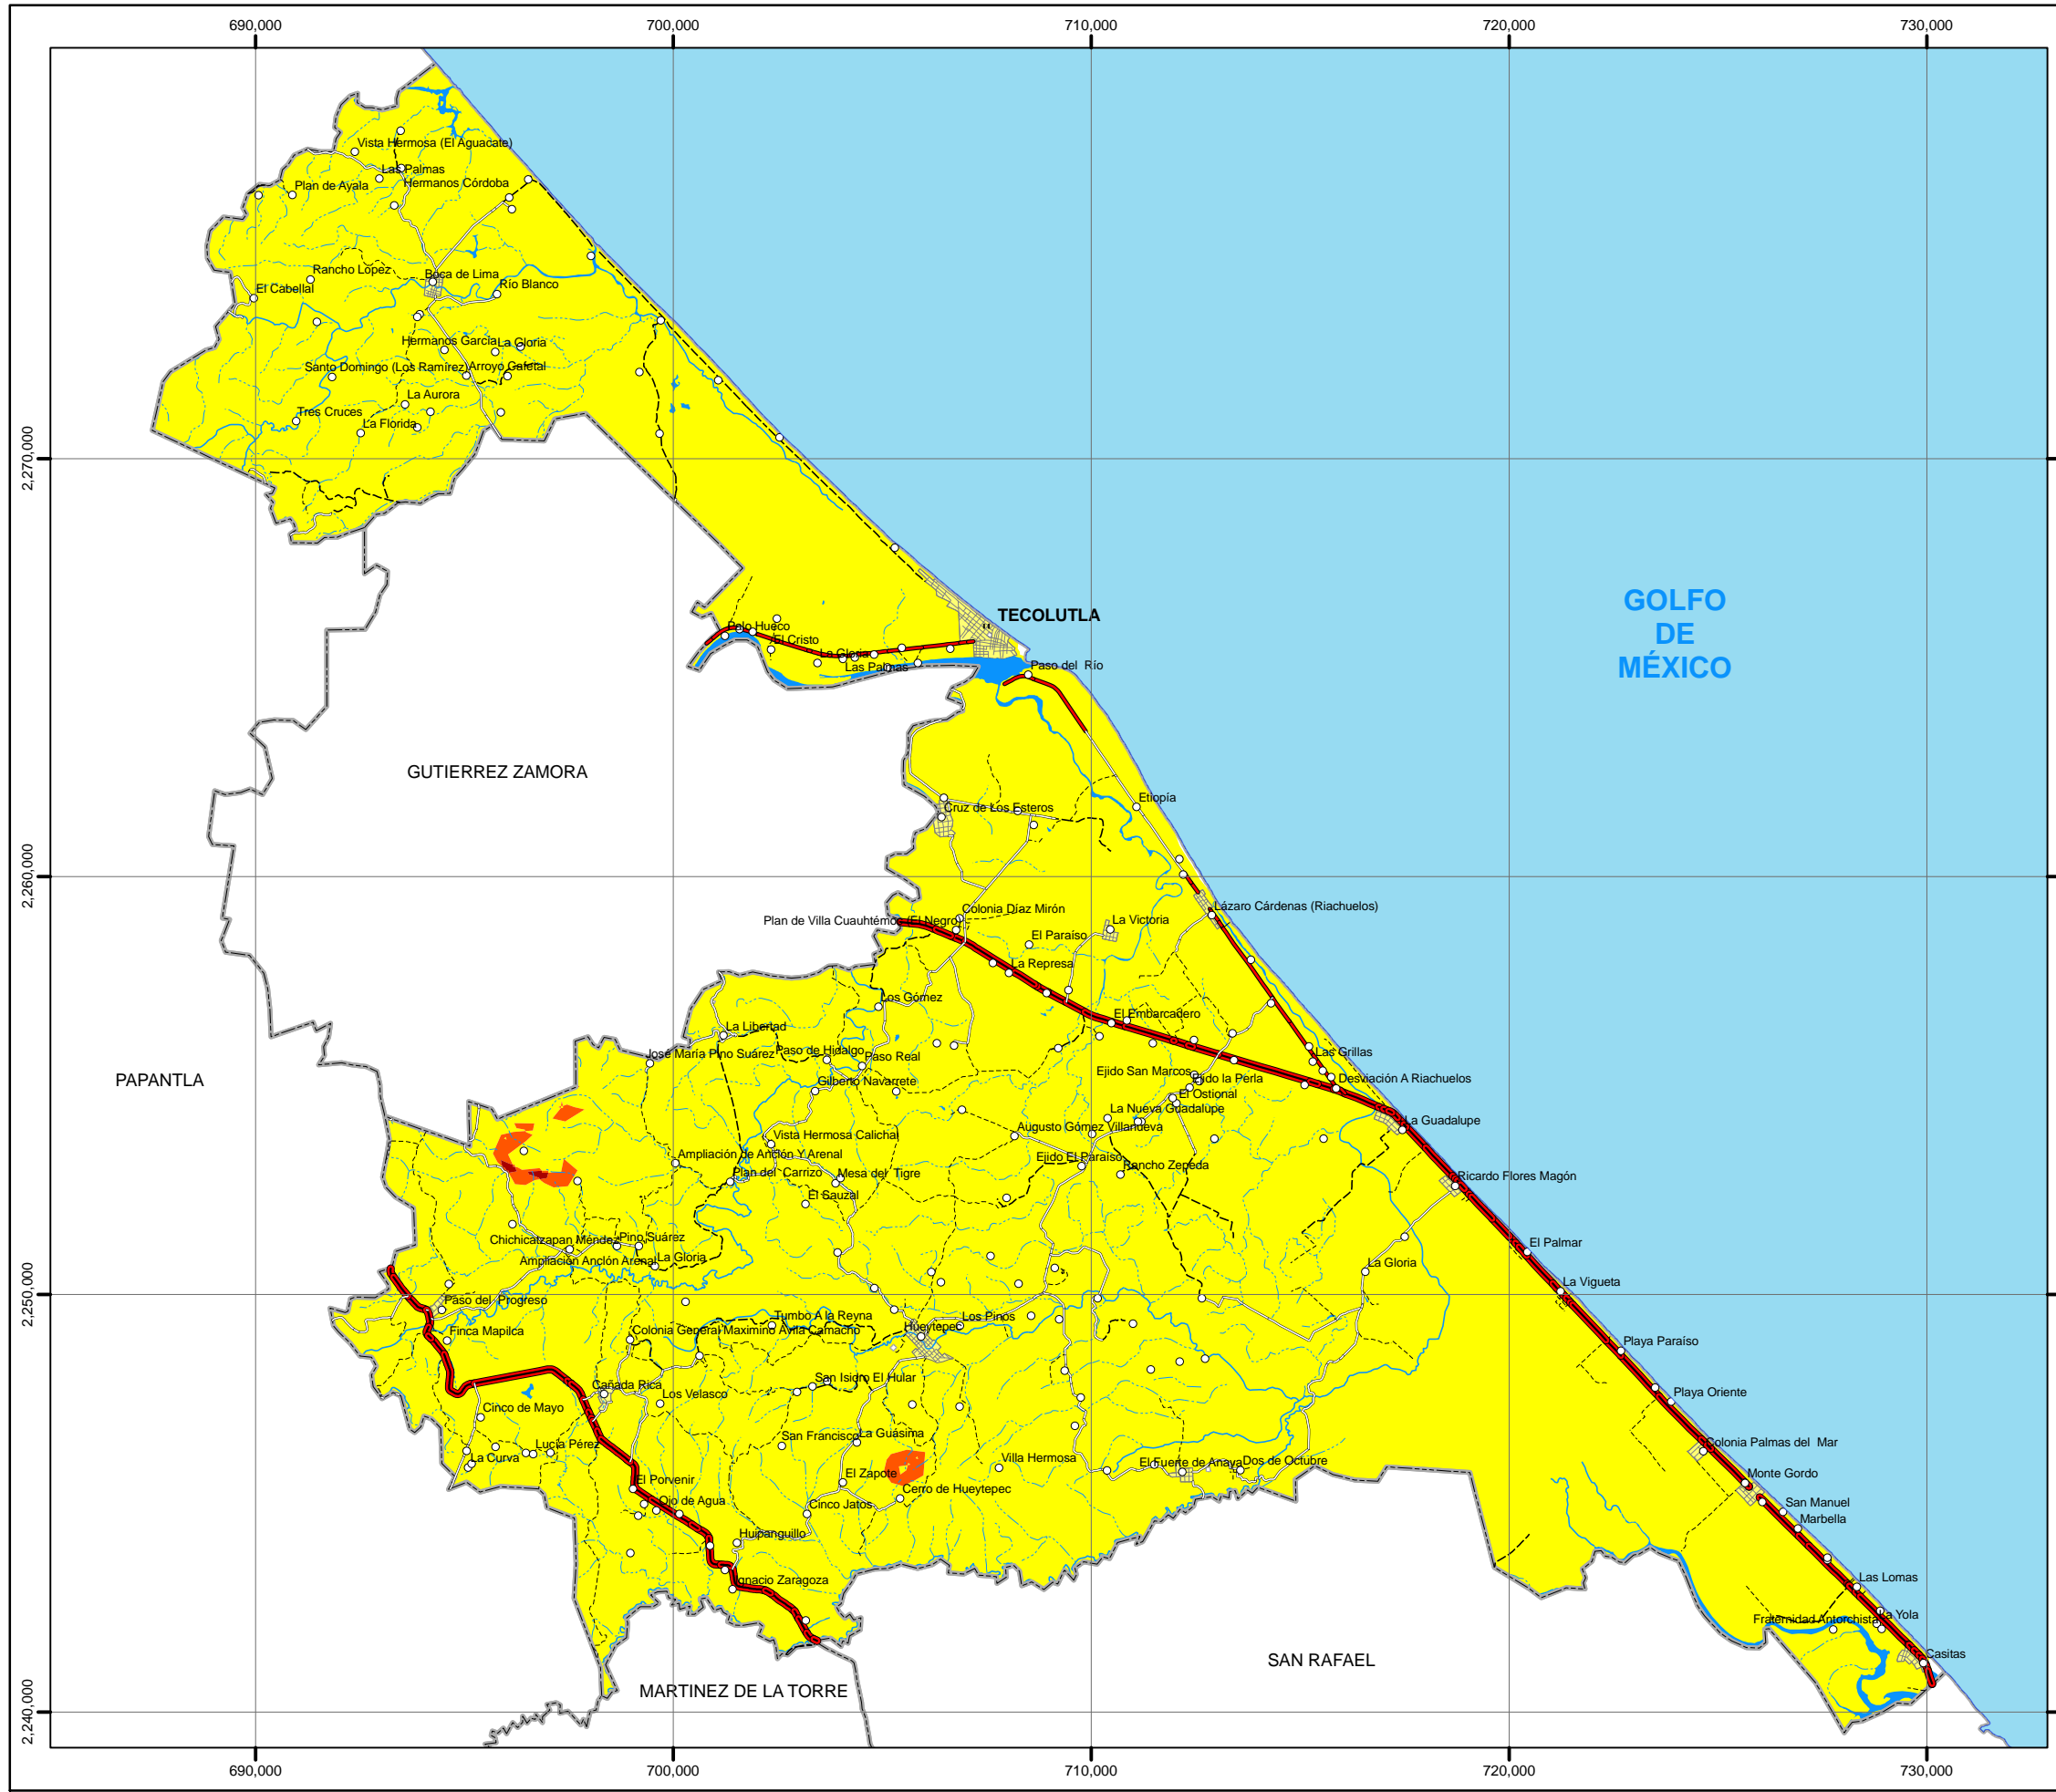 690,000
700,000
710,000
720,000
730,000
Vista Hermosa (El Aguacate)
Las Palmas
Hermanos Córdoba
Plan de Ayala
Rancho López
Boca de Lima
Río Blanco
El Cabellal
Hermanos García
La Gloria
Santo Domingo (Los Ramírez)
Arroyo Gafetal
La Aurora
Tres Cruces
La Florida
2,270,000
GOLFO
DE
MÉXICO
TECOLUTLA
Palo Hueco
El Cristo
La Gloria
Las Palmas
Paso del Río
GUTIERREZ ZAMORA
Etiopía
Cruz de Los Esteros
2,260,000
Lázaro Cárdenas (Riachuelos)
Colonia Díaz Mirón
Plan de Villa Cuauhtémoc (El Negro)
La Victoria
El Paraíso
La Represa
Los Gómez
El Embarcadero
La Libertad
José María Pino Suárez
Paso de Hidalgo
Paso Real
Las Grillas
Ejido San Marcos
Ejido la Perla
Desviación A Riachuelos
PAPANTLA
Gilberto Navarrete
El Ostional
La Nueva Guadalupe
La Guadalupe
Augusto Gómez Villanueva
Vista Hermosa Calichal
Ampliación de Anclón Y Arenal
Ejido El Paraíso
Rancho Zepeda
Plan del Carrizo
Mesa del Tigre
Ricardo Flores Magón
El Sauzal
Chichicatzapan Méndez
Pino Suárez
El Palmar
Ampliación Anclón Arenal
La Gloria
La Gloria
La Vigueta
2,250,000
Paso del Progreso
Tumbo A la Reyna
Los Pinos
Finca Mapilca
Colonia General Maximino Avila Camacho
Hueytepec
Playa Paraíso
San Isidro El Hular
Cañada Rica
Los Velasco
Playa Oriente
Cinco de Mayo
Lucía Pérez
San Francisco
La Guásima
Colonia Palmas del Mar
La Curva
Villa Hermosa
El Fuerte de Anaya
Dos de Octubre
El Porvenir
El Zapote
Monte Gordo
Ojo de Agua
Cerro de Hueytepec
Cinco Jatos
San Manuel
Marbella
Huipanguillo
Ignacio Zaragoza
Las Lomas
Fraternidad Antorchista
La Yola
Casitas
SAN RAFAEL
MARTINEZ DE LA TORRE
2,240,000
690,000
700,000
710,000
720,000
730,000